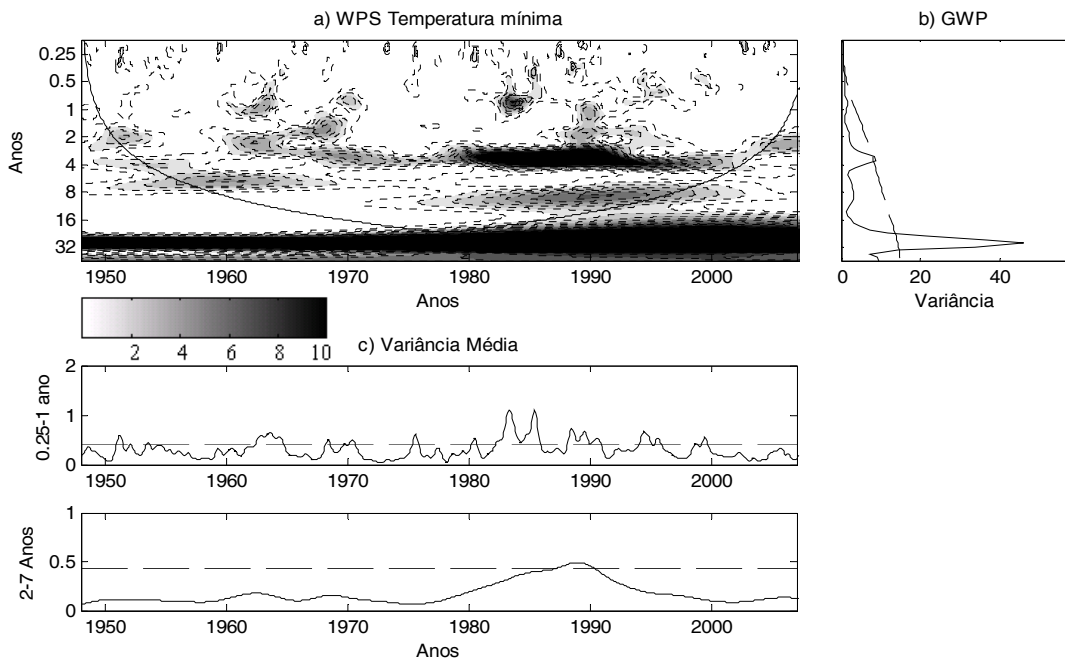 a) WPS Temperatura mínima
b) GWP
Anos
0.25
0.5
1
2
4
8
16
32
1950 1960 1970 1980 1990 2000
Anos
0 20 40
Variância
2 4 6 8 10
c) Variância Média
0.25-1 ano
2
1
0
1950 1960 1970 1980 1990 2000
2-7 Anos
1
0.5
0
1950 1960 1970 1980 1990 2000
Anos